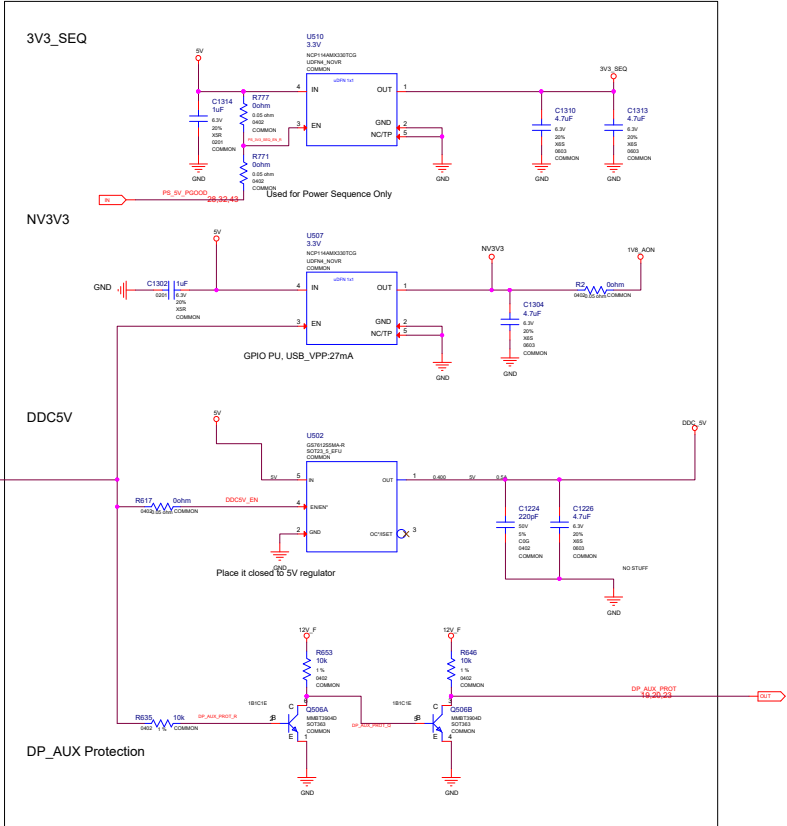 3V3_SEQ
5V
U510
3.3V
NCP114AMX330TCG
UDFN4_NOVR
COMMON
uDFN 1x1
4 IN
OUT 1
3 EN
GND 2
NC/TP 5
C1314
1uF
6.3V
20%
X5R
0201
COMMON
GND
R777
0ohm
0.05 ohm
0402
COMMON
R771
0ohm
0.05 ohm
0402
COMMON
GND
3V3_SEQ
C1310
4.7uF
6.3V
20%
X6S
0603
COMMON
GND
C1313
4.7uF
6.3V
20%
X6S
0603
COMMON
GND
IN
PS_5V_PGOOD
28,32,43
Used for Power Sequence Only
NV3V3
5V
U507
3.3V
NCP114AMX330TCG
UDFN4_NOVR
COMMON
uDFN 1x1
4 IN
OUT 1
3 EN
GND 2
NC/TP 5
GND
C1302
1uF
0201
6.3V
20%
X5R
COMMON
GND
NV3V3
C1304
4.7uF
6.3V
20%
X6S
0603
COMMON
GND
R2
0ohm
0402
0.05 ohm
COMMON
1V8_AON
GPIO PU, USB_VPP:27mA
DDC5V
5V
U502
GS7612SSMA-R
SOT23_5_EFU
COMMON
5V
5 IN
OUT 1
4 EN/EN*
2 GND
OC*/ISET 3
0.400
5V
DDC_5V
R617
0ohm
0402
0.05 ohm
COMMON
DDC5V_EN
GND
C1224
220pF
50V
5%
C0G
0402
COMMON
C1226
4.7uF
6.3V
20%
X6S
0603
COMMON
NO STUFF
GND
Place it closed to 5V regulator
12V_F
R653
10k
1 %
0402
COMMON
12V_F
R646
10k
1 %
0402
COMMON
DP_AUX_PROT
19,20,23
OUT
R635
10k
0402
1 %
COMMON
DP_AUX_PROT_R
1B1C1E
B
C
E
1
Q506A
MMBT3904D
SOT363
COMMON
GND
DP_AUX_PROT_Q
1B1C1E
B
C
E
4
Q506B
MMBT3904D
SOT363
COMMON
GND
DP_AUX Protection